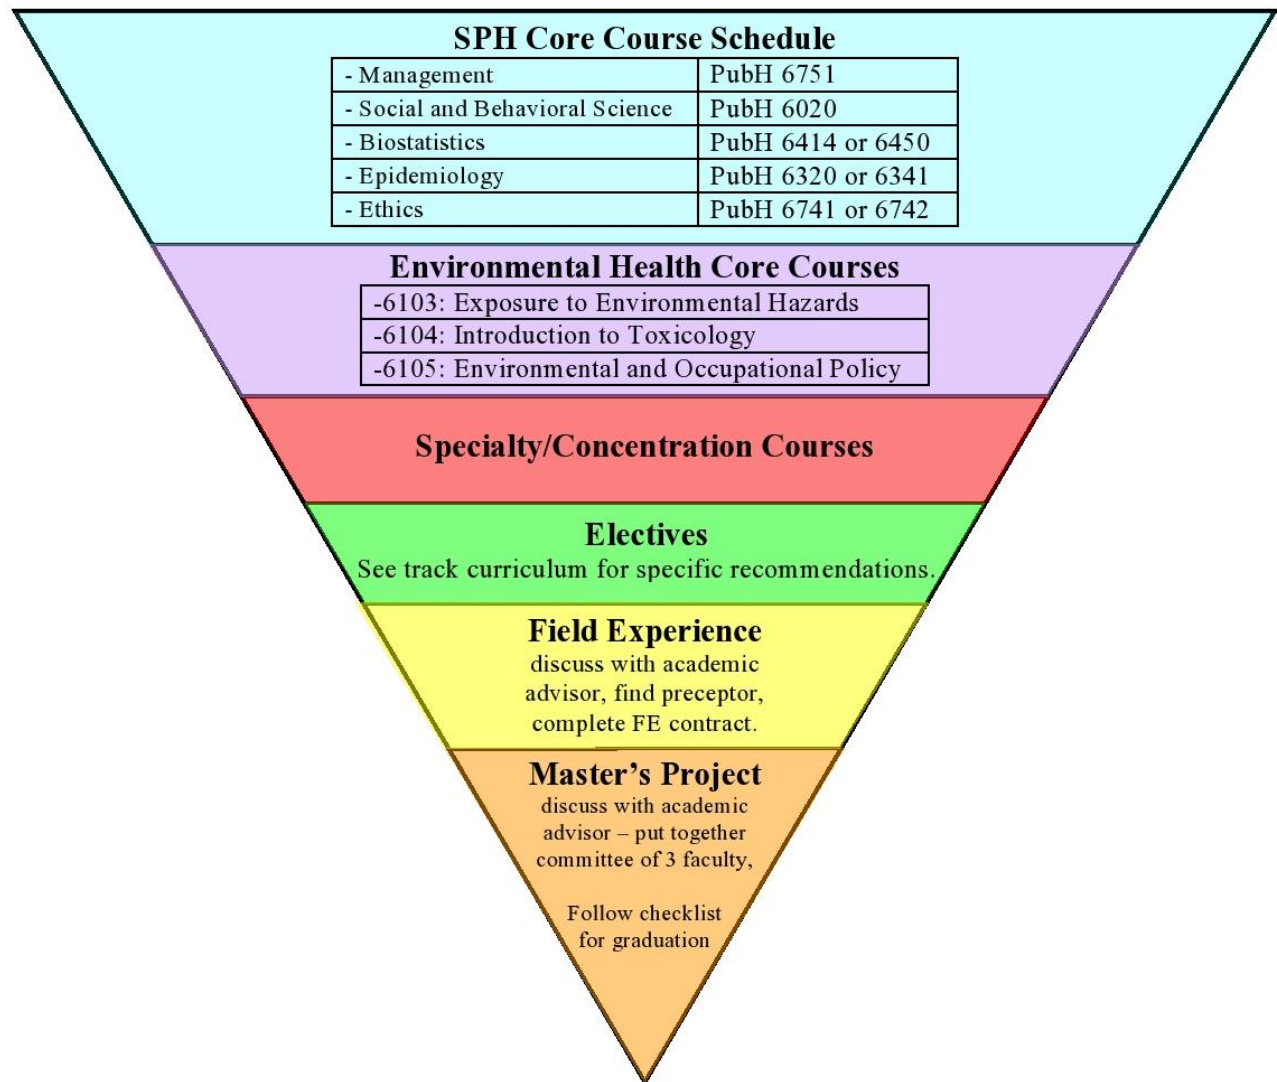 SPH Core Course Schedule
- Management PubH 6751
- Social and Behavioral Science PubH 6020
- Biostatistics PubH 6414 or 6450
- Epidemiology PubH 6320 or 6341
- Ethics PubH 6741 or 6742
Environmental Health Core Courses
-6103: Exposure to Environmental Hazards
-6104: Introduction to Toxicology
-6105: Environmental and Occupational Policy
Specialty/Concentration Courses
Electives
See track curriculum for specific recommendations.
Field Experience
discuss with academic
advisor, find preceptor,
complete FE contract.
Master’s Project
discuss with academic
advisor – put together
committee of 3 faculty,
Follow checklist
for graduation